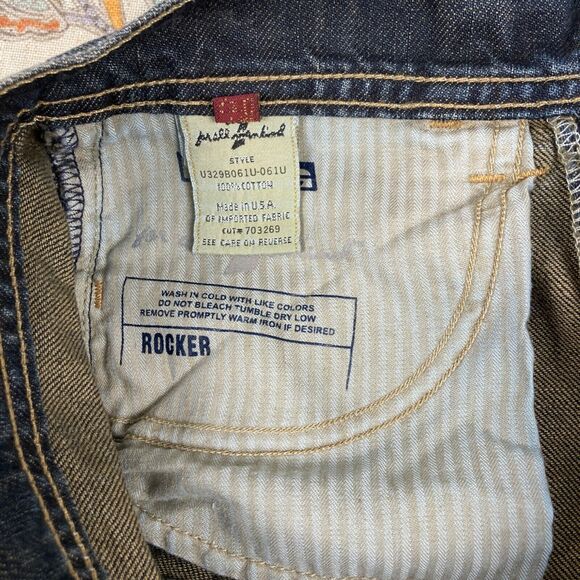 for all mankind
STYLE
U329B061U-061U
100% COTTON
Made in U.S.A.
OF IMPORTED FABRIC
CUT# 703269
SEE CARE ON REVERSE
WASH IN COLD WITH LIKE COLORS
DO NOT BLEACH TUMBLE DRY LOW
REMOVE PROMPTLY WARM IRON IF DESIRED
ROCKER